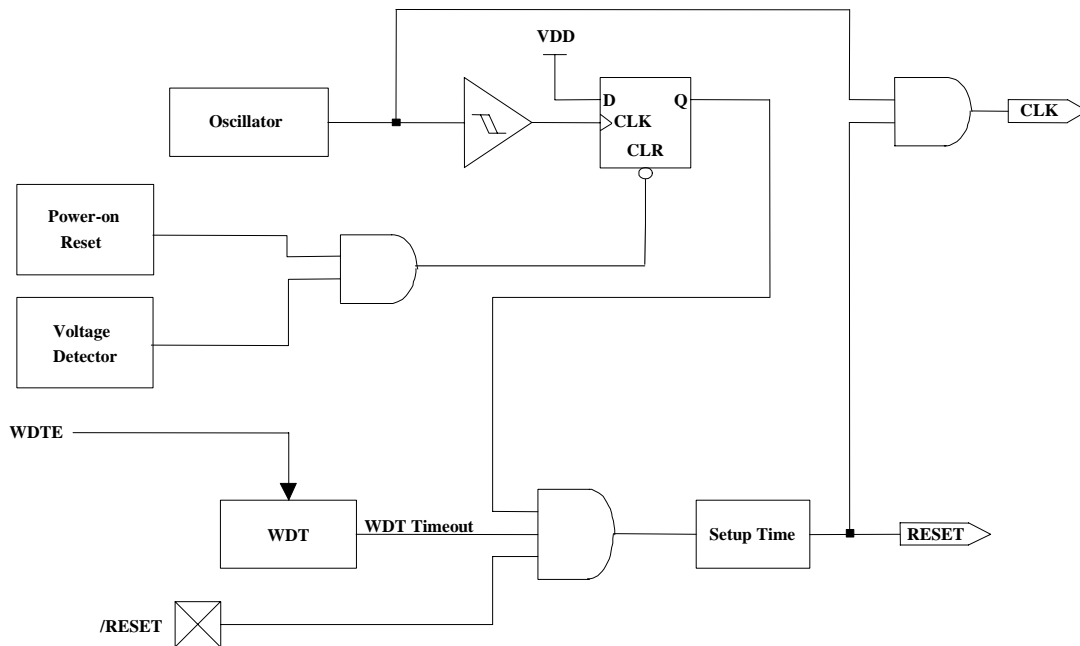 VDD
D
Q
CLK
CLR
Oscillator
CLK
Power-on
Reset
Voltage
Detector
WDTE
WDT
WDT Timeout
Setup Time
RESET
/RESET